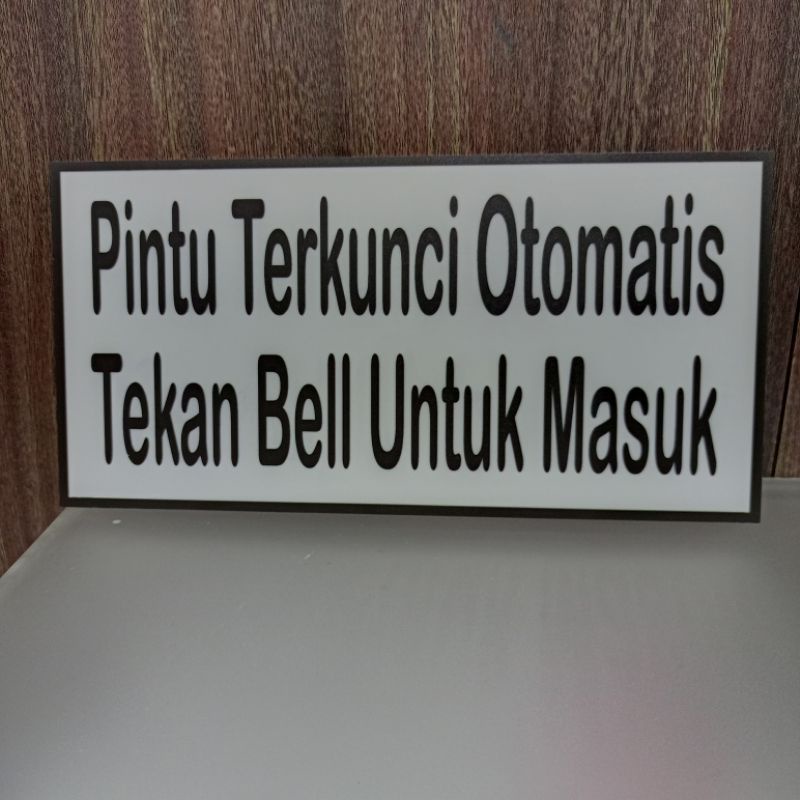 Pintu Terkunci Otomatis
Tekan Bell Untuk Masuk